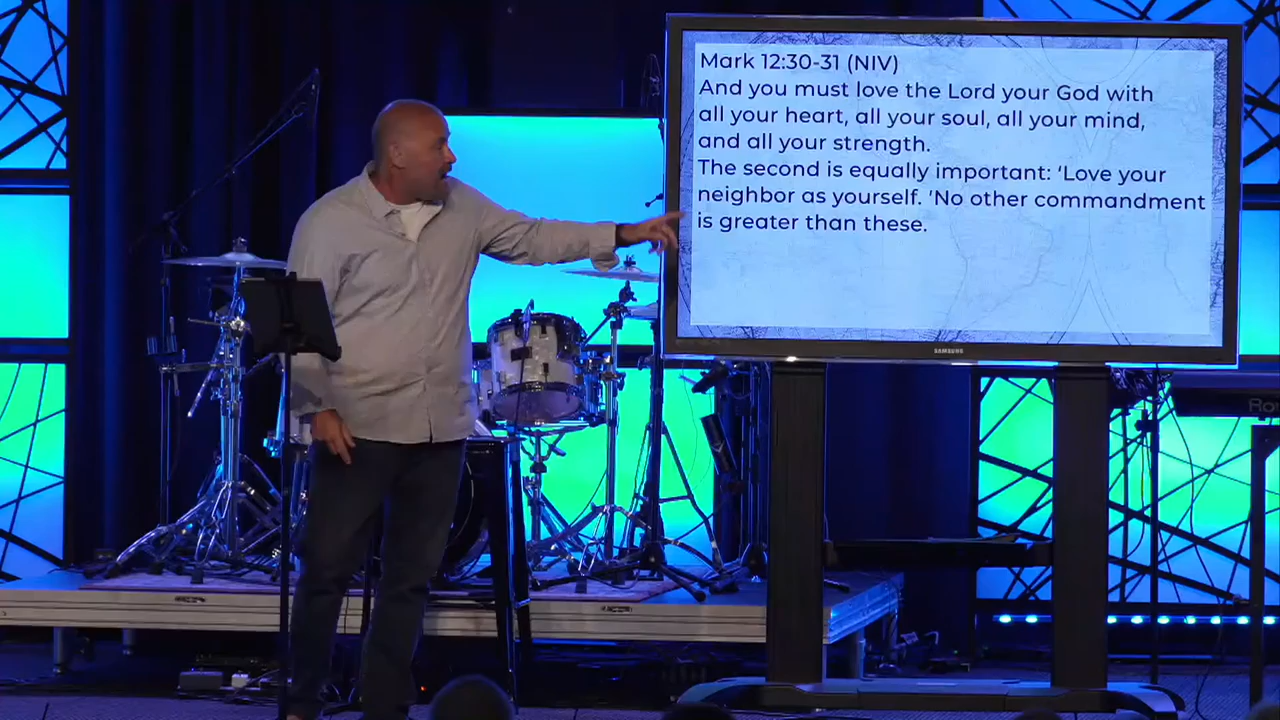 Mark 12:30-31 (NIV)
And you must love the Lord your God with
all your heart, all your soul, all your mind,
and all your strength.
The second is equally important: ‘Love your
neighbor as yourself. ’No other commandment
is greater than these.
SAMSUNG